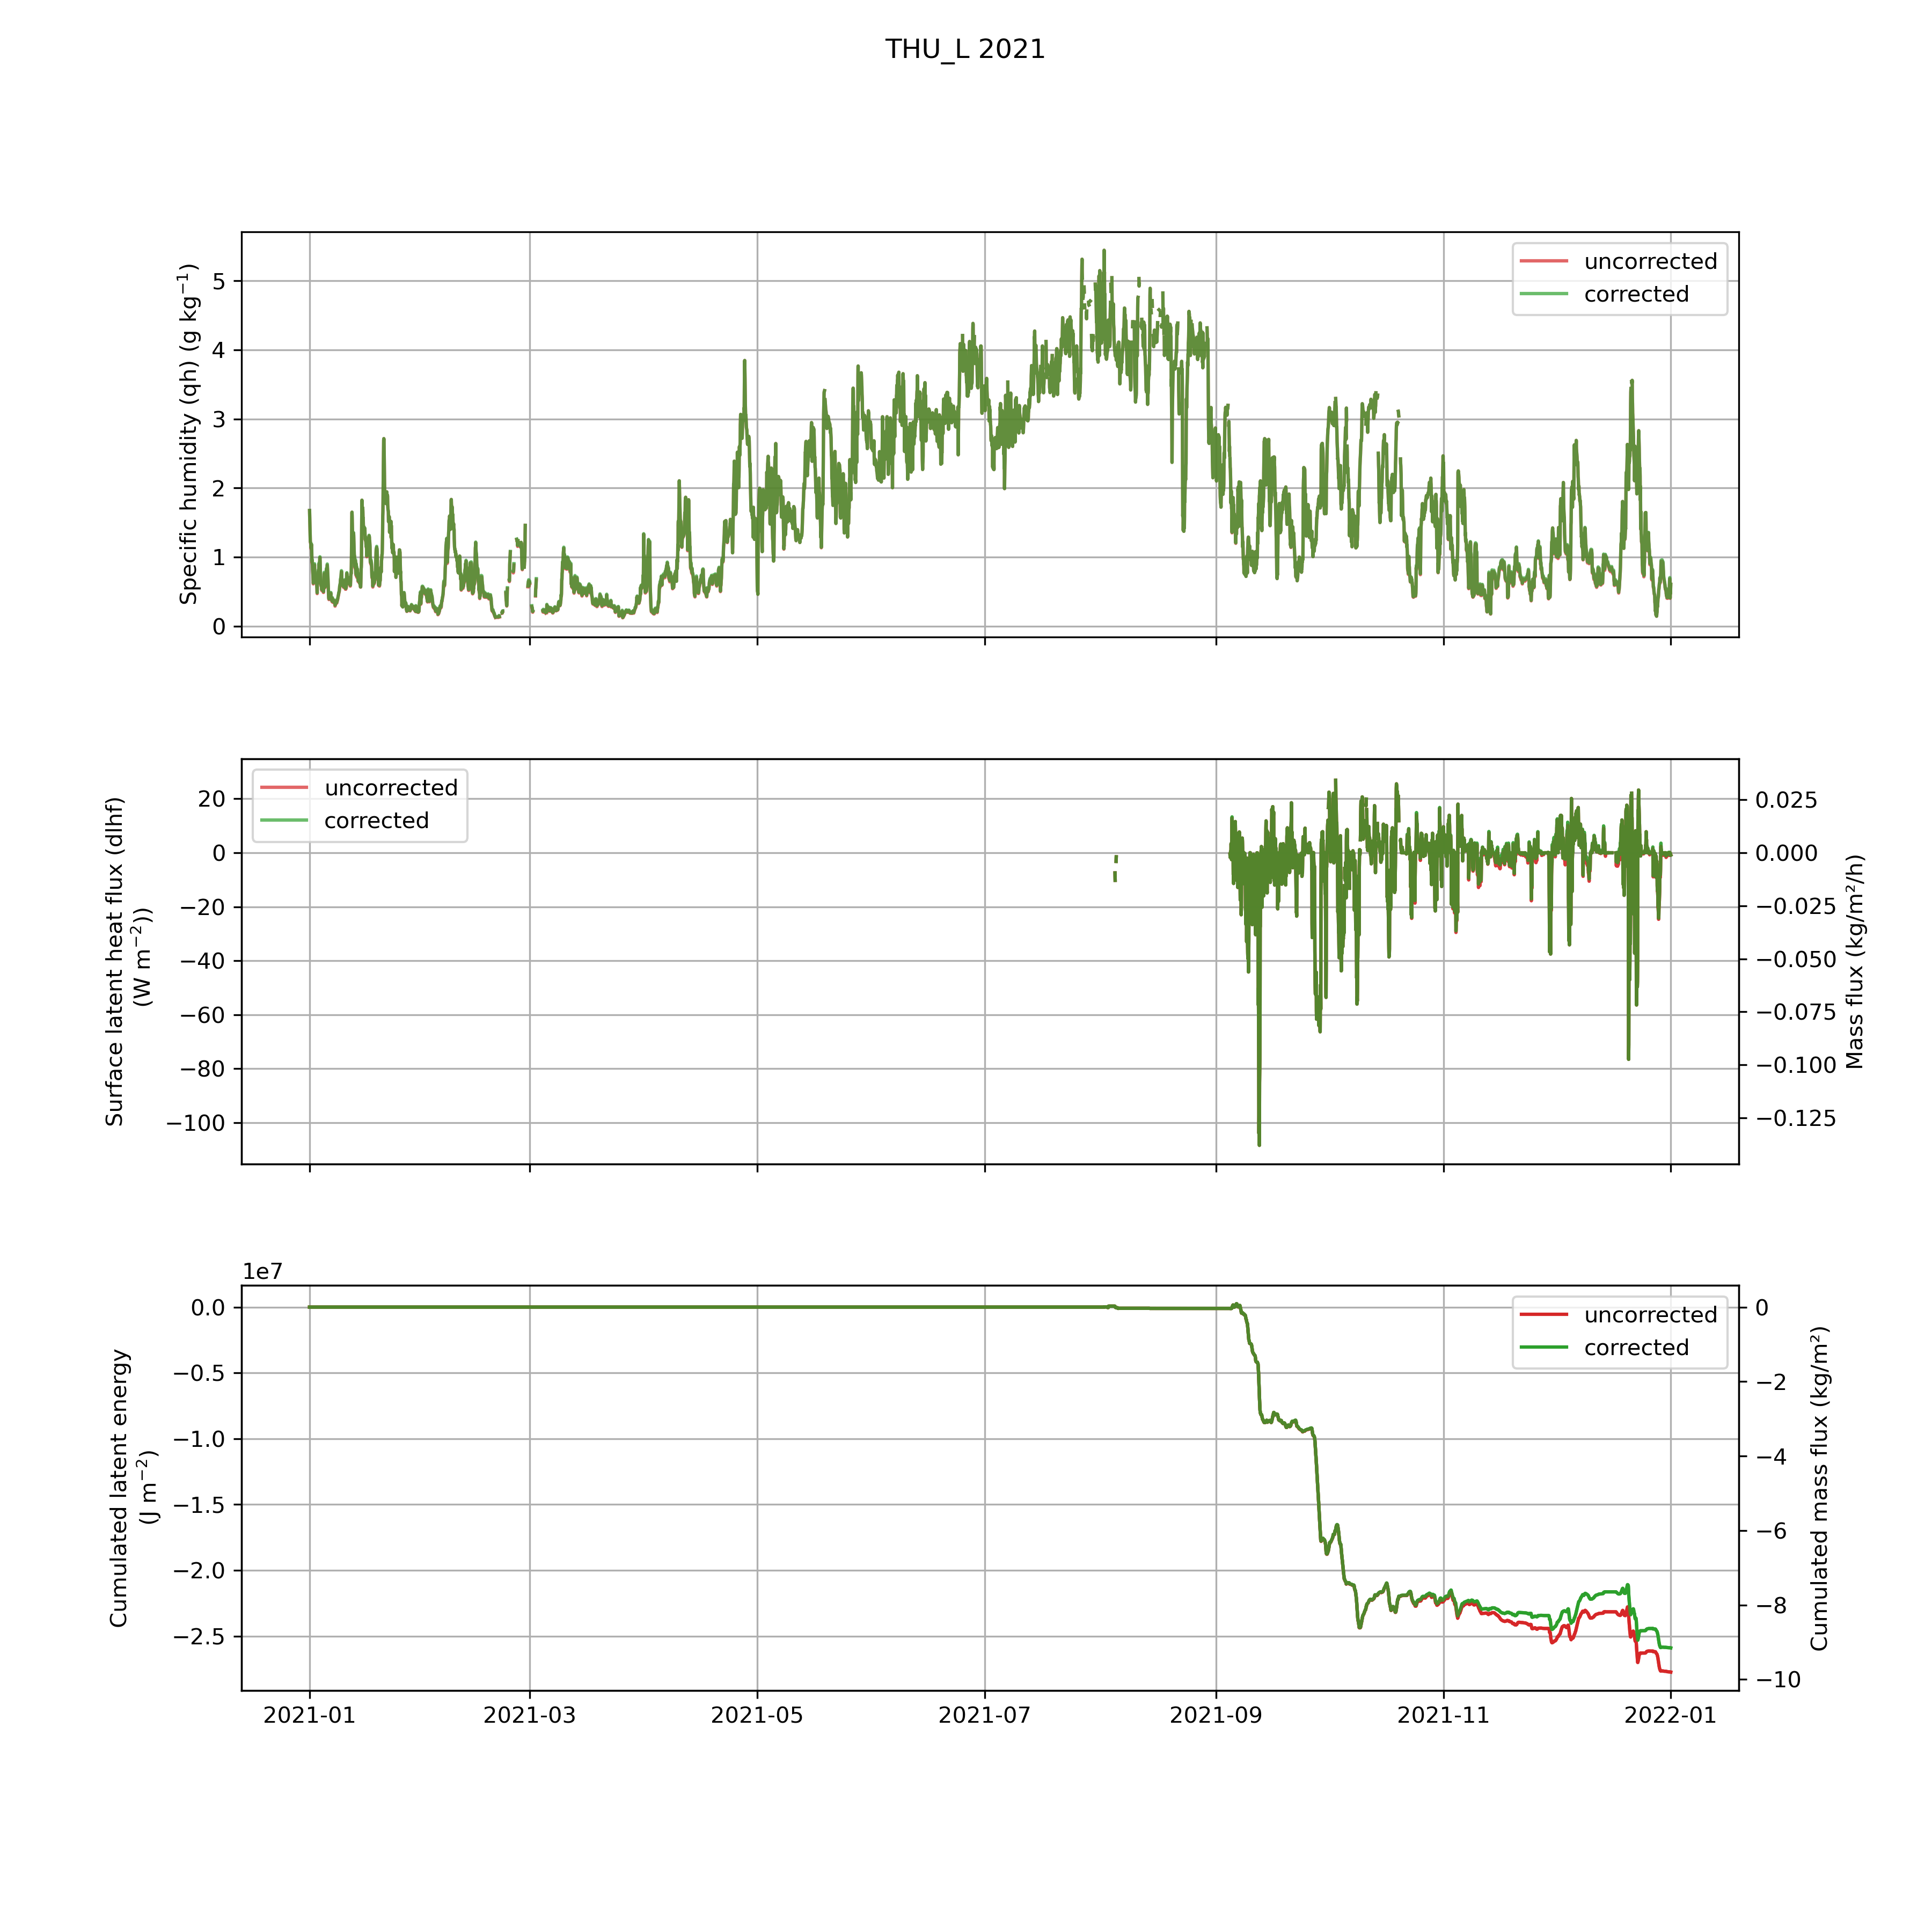 THU_L 2021
Specific humidity (qh) (g kg⁻¹)
5
4
3
2
1
0
uncorrected
corrected
Surface latent heat flux (dlhf)
(W m⁻²))
20
0
−20
−40
−60
−80
−100
uncorrected
corrected
0.025
0.000
−0.025
−0.050
−0.075
−0.100
−0.125
Mass flux (kg/m²/h)
1e7
Cumulated latent energy
(J m⁻²)
0.0
−0.5
−1.0
−1.5
−2.0
−2.5
uncorrected
corrected
0
−2
−4
−6
−8
−10
Cumulated mass flux (kg/m²)
2021-01 2021-03 2021-05 2021-07 2021-09 2021-11 2022-01